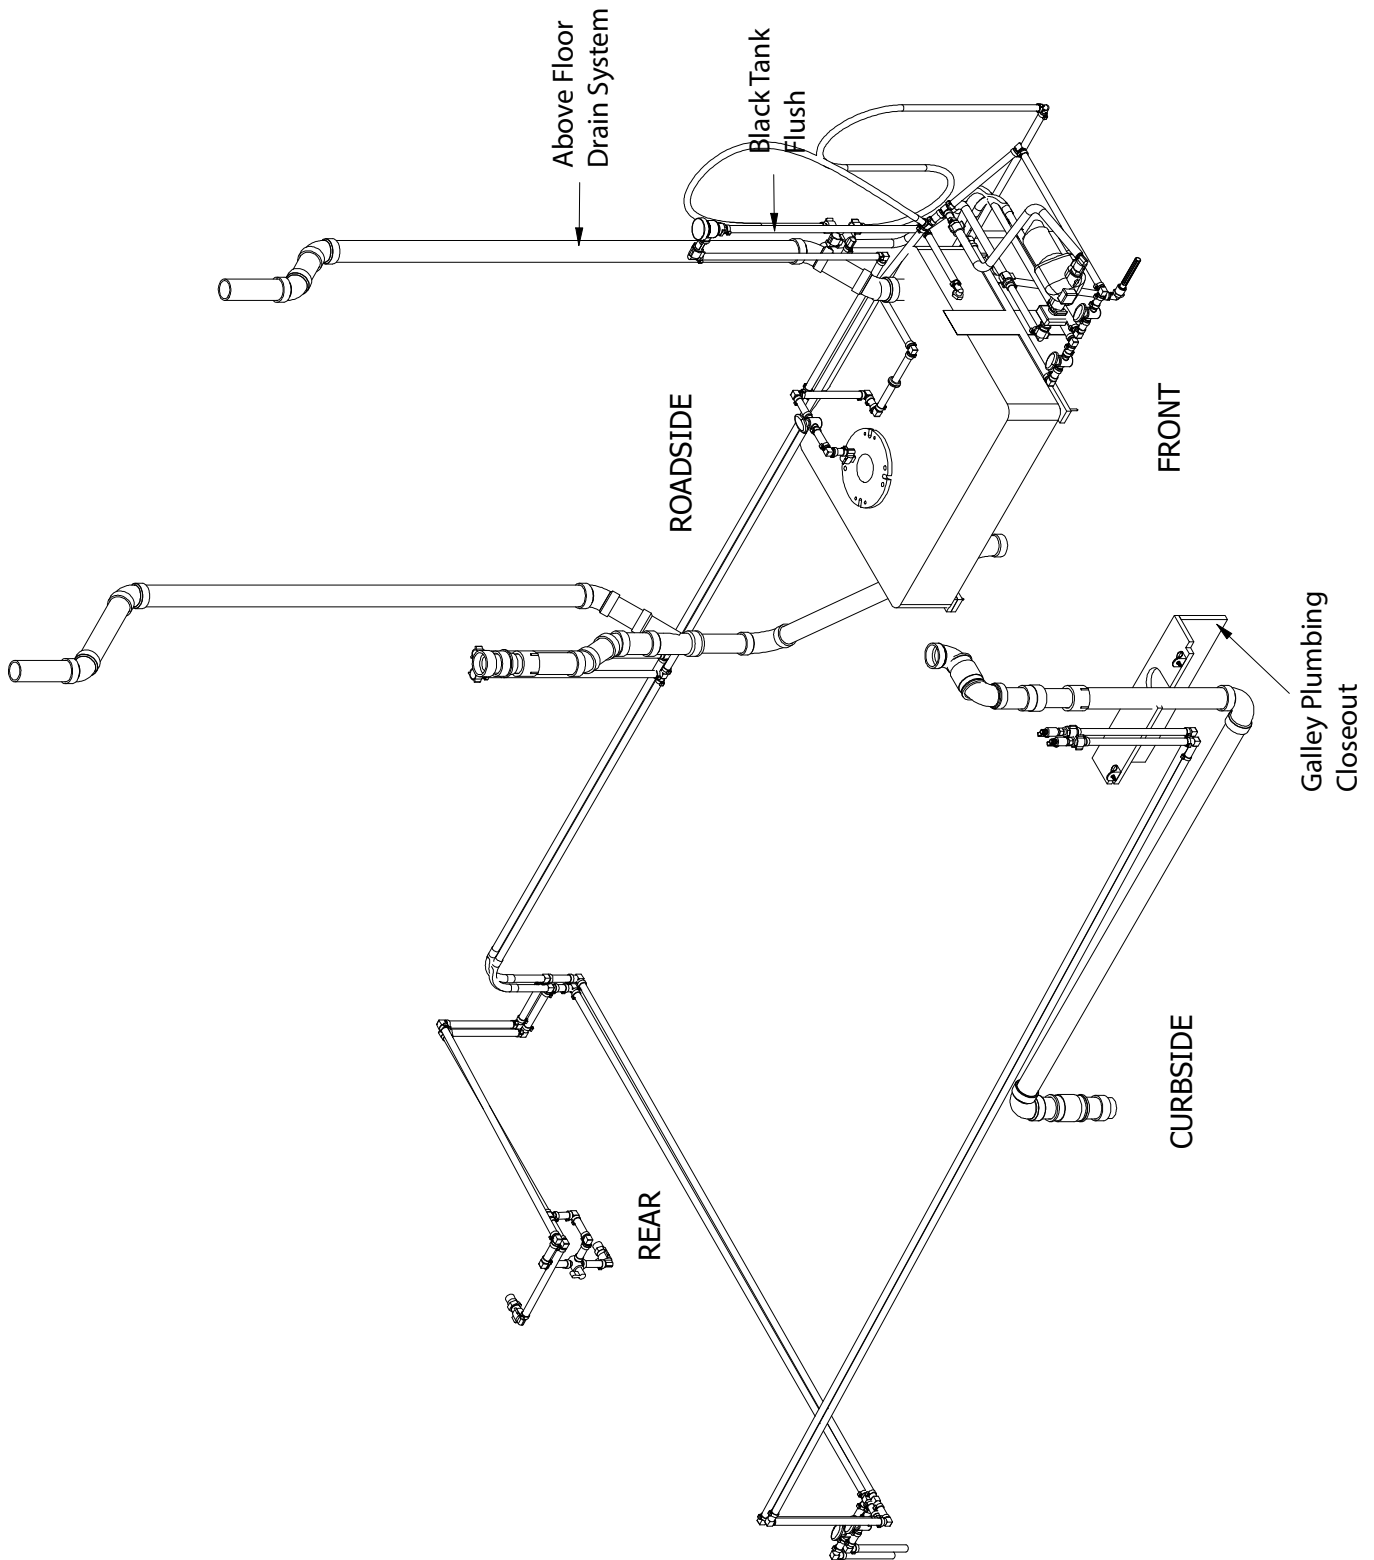 Above Floor
Drain System
Black Tank
Flush
ROADSIDE
FRONT
Galley Plumbing
Closeout
CURBSIDE
REAR